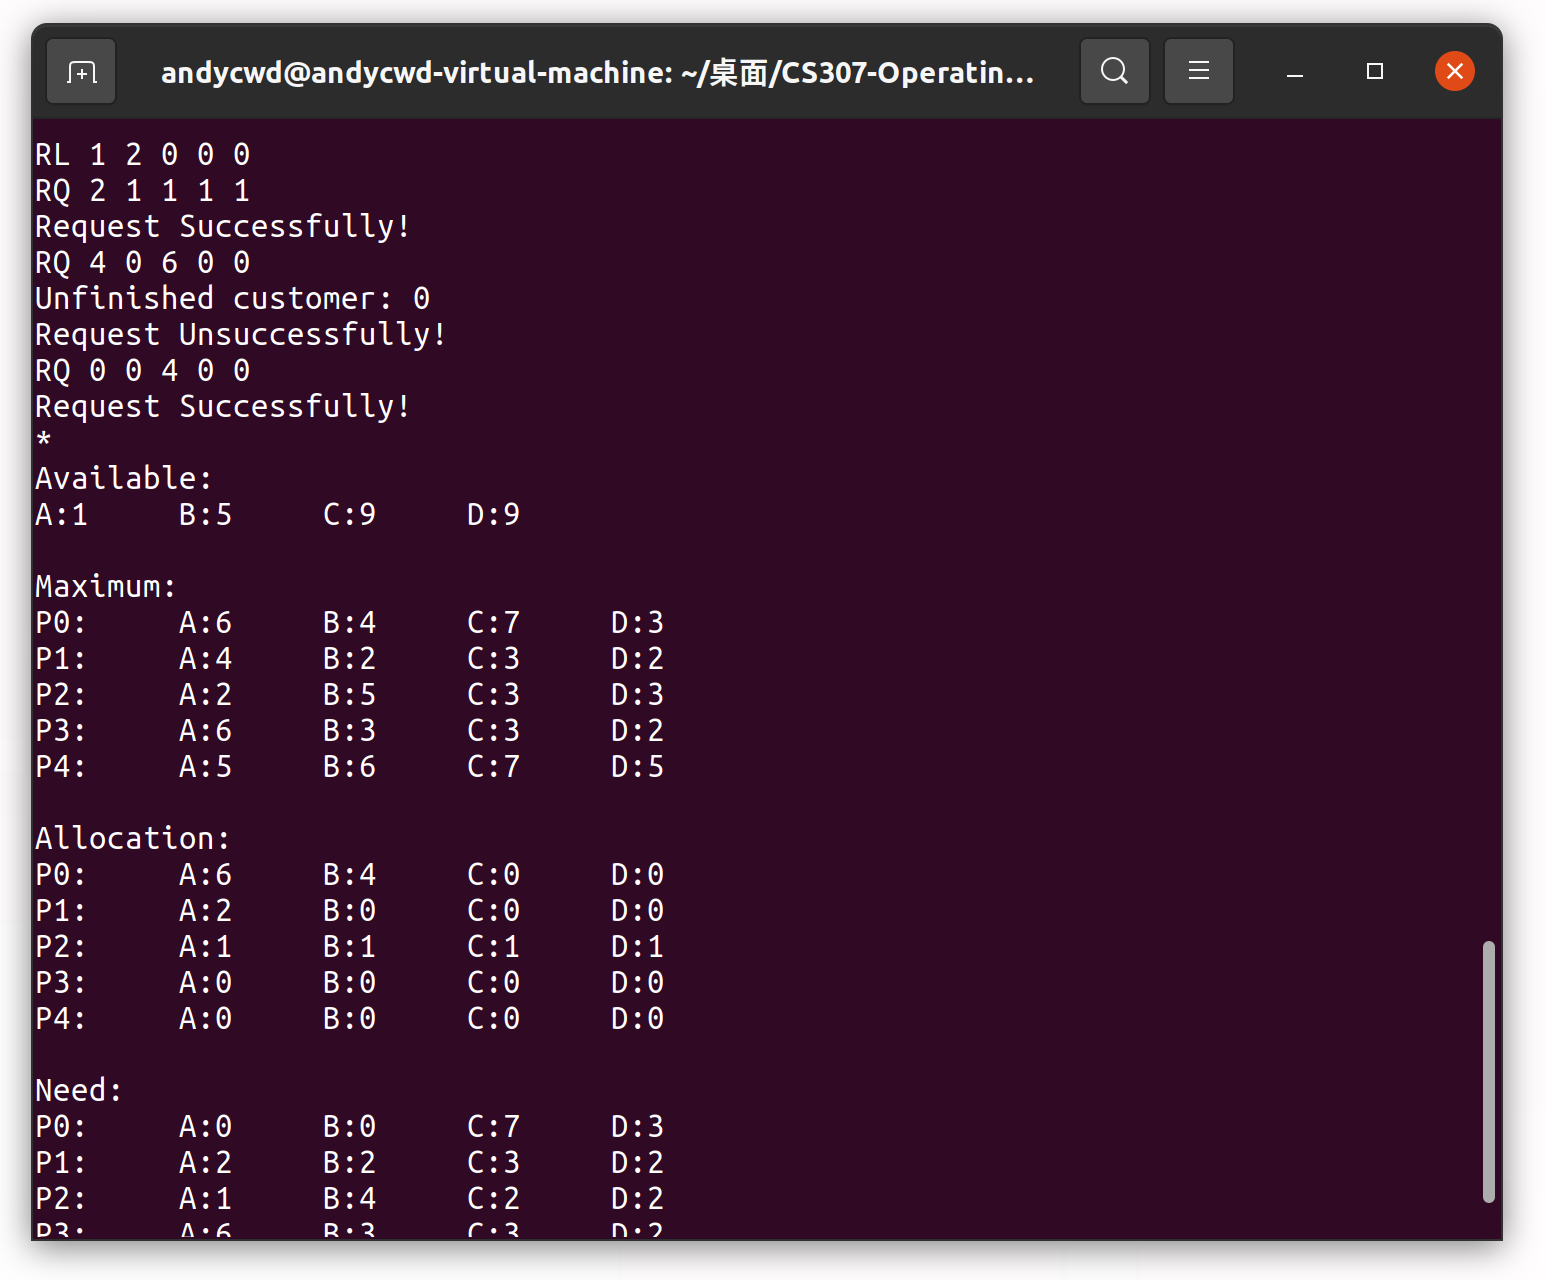 andycwd@andycwd-virtual-machine: ~/桌面/CS307-Operatin...
RL 1 2 0 0 0
RQ 2 1 1 1 1
Request Successfully!
RQ 4 0 6 0 0
Unfinished customer: 0
Request Unsuccessfully!
RQ 0 0 4 0 0
Request Successfully!
*
Available:
A:1 B:5 C:9 D:9
Maximum:
P0: A:6 B:4 C:7 D:3
P1: A:4 B:2 C:3 D:2
P2: A:2 B:5 C:3 D:3
P3: A:6 B:3 C:3 D:2
P4: A:5 B:6 C:7 D:5
Allocation:
P0: A:6 B:4 C:0 D:0
P1: A:2 B:0 C:0 D:0
P2: A:1 B:1 C:1 D:1
P3: A:0 B:0 C:0 D:0
P4: A:0 B:0 C:0 D:0
Need:
P0: A:0 B:0 C:7 D:3
P1: A:2 B:2 C:3 D:2
P2: A:1 B:4 C:2 D:2
P3: A:6 B:3 C:3 D:2